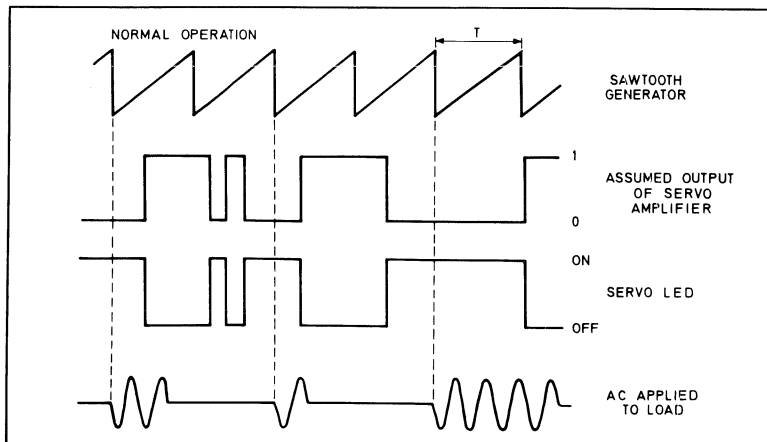 NORMAL OPERATION
T
SAWTOOTH
GENERATOR
1
ASSUMED OUTPUT
OF SERVO
AMPLIFIER
0
ON
SERVO LED
OFF
AC APPLIED
TO LOAD